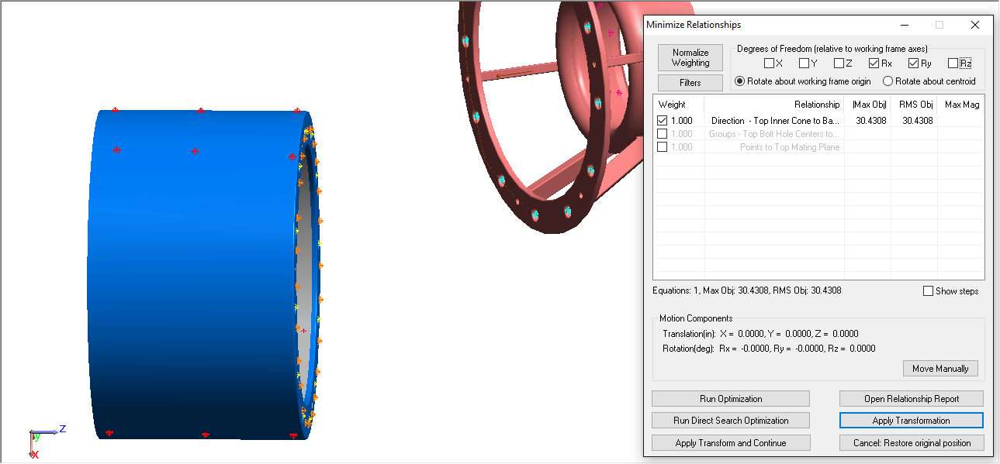 Minimize Relationships
Normalize
Weighting
Filters
Degrees of Freedom (relative to working frame axes)
X Y Z Rx Ry Rz
Rotate about working frame origin Rotate about centroid
Weight Relationship |Max Obj| RMS Obj Max Mag
1.000 Direction - Top Inner Cone to Ba... 30.4308 30.4308
1.000 Groups - Top Bolt Hole Centers to...
1.000 Points to Top Mating Plane
Equations: 1, Max Obj: 30.4308, RMS Obj: 30.4308
Show steps
Motion Components
Translation(in): X = 0.0000, Y = 0.0000, Z = 0.0000
Rotation(deg): Rx = -0.0000, Ry = -0.0000, Rz = 0.0000
Move Manually
Run Optimization
Open Relationship Report
Run Direct Search Optimization
Apply Transformation
Apply Transform and Continue
Cancel: Restore original position
Z
y
X